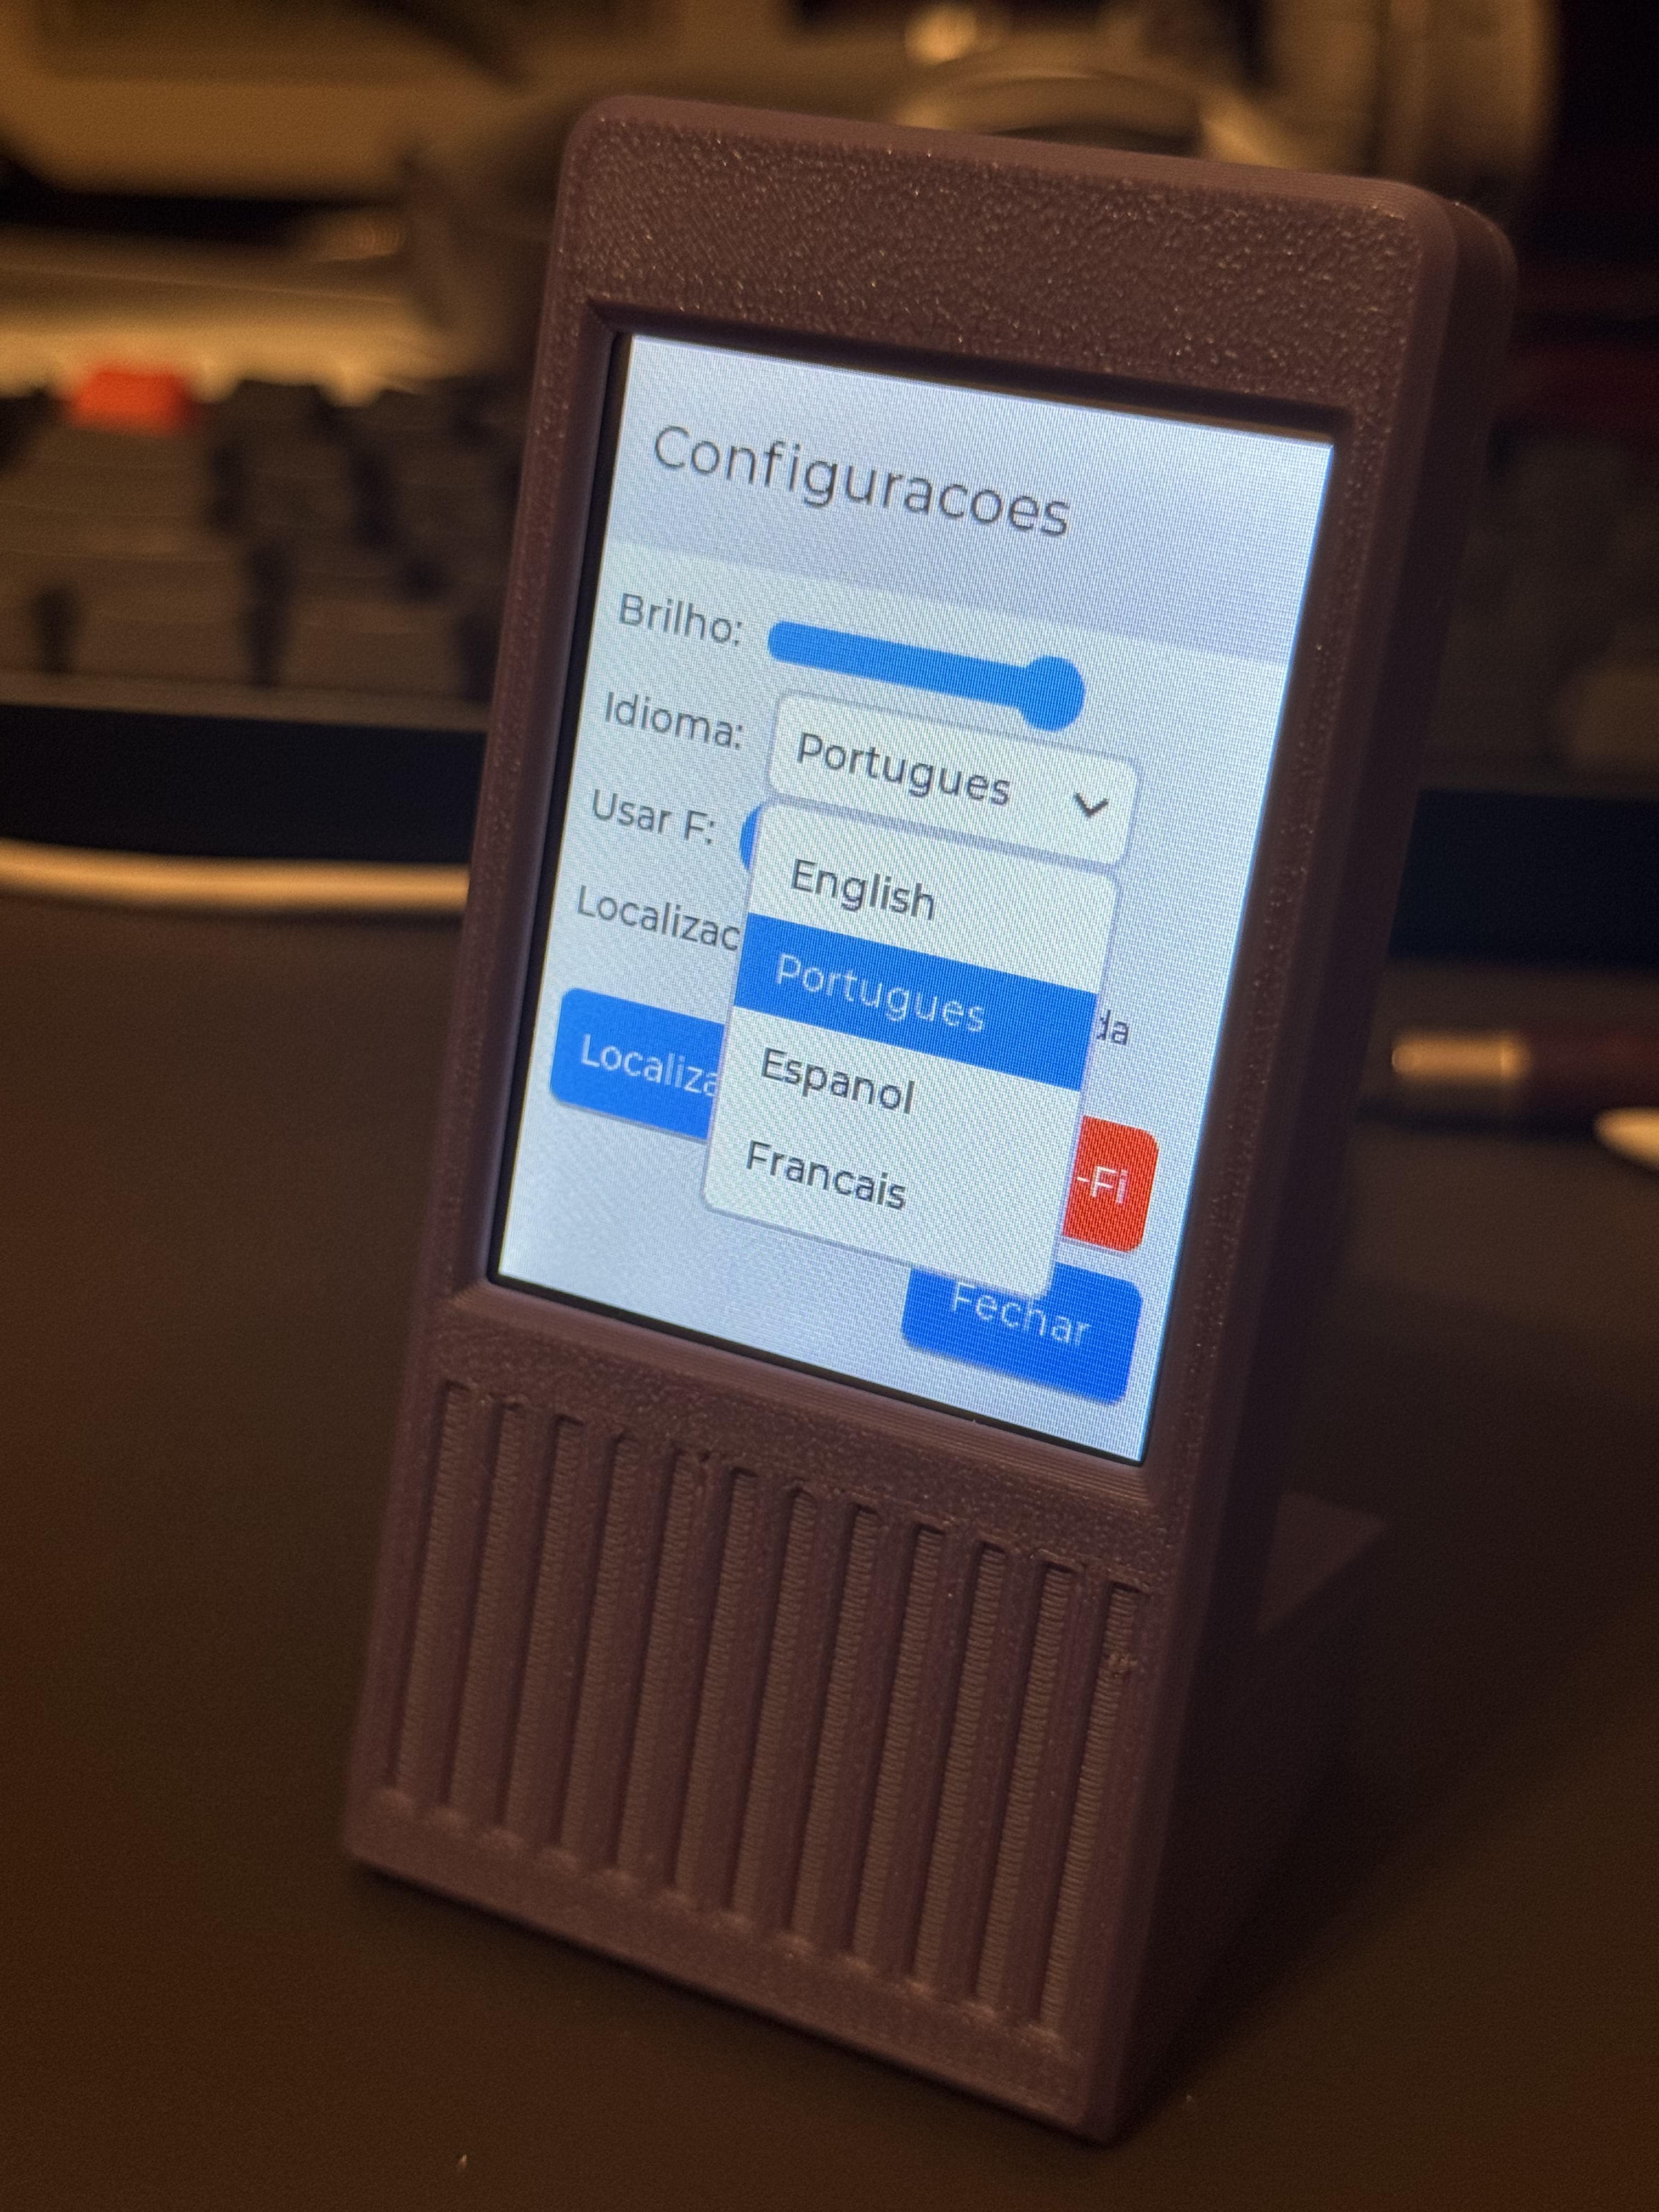 Configuracoes
Brilho:
Idioma: Portugues
Usar F:
English
Localizac
Portugues
da
Localiza
Espanol
-Fi
Francais
Fechar